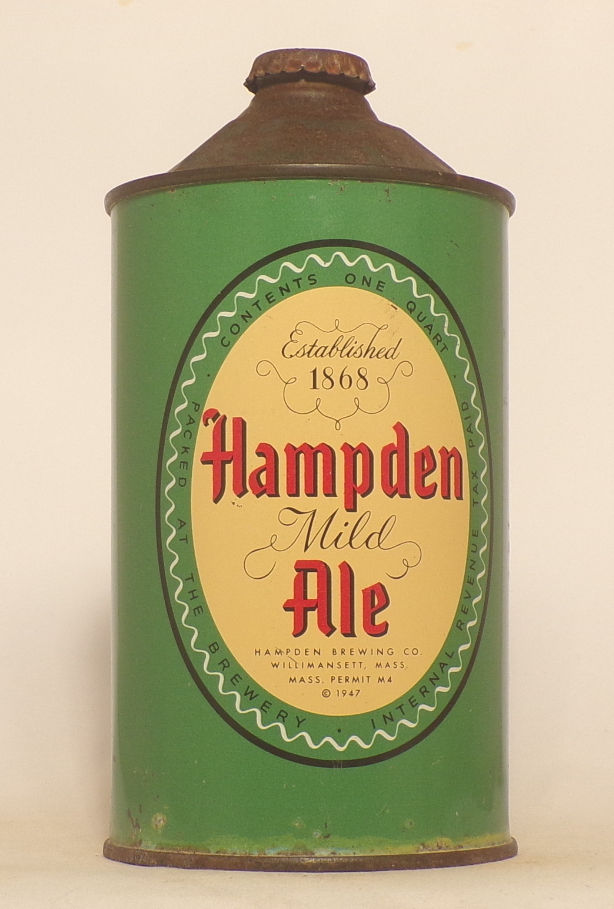 CONTENTS ONE QUART
Established
1868
Hampden
Mild
Ale
HAMPDEN BREWING CO.
WILLIMANSETT, MASS.
MASS. PERMIT M4
© 1947
PACKED AT THE BREWERY • INTERNAL REVENUE TAX PAID